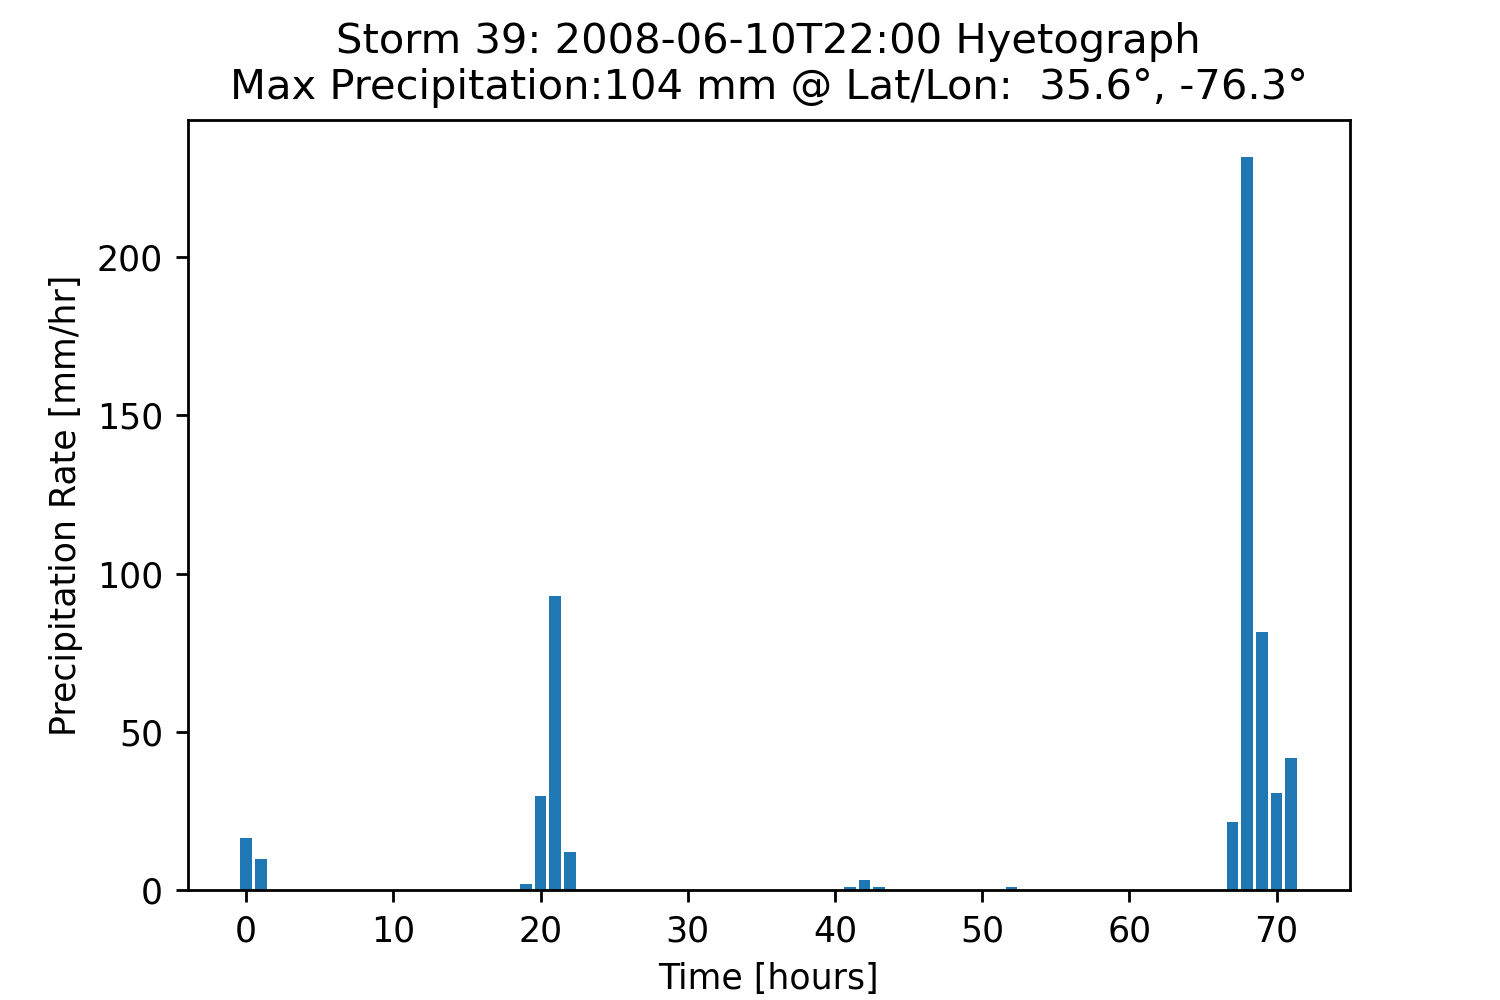 Storm 39: 2008-06-10T22:00 Hyetograph
Max Precipitation:104 mm @ Lat/Lon:  35.6°, -76.3°
Precipitation Rate [mm/hr]
200
150
100
50
0
0 10 20 30 40 50 60 70
Time [hours]